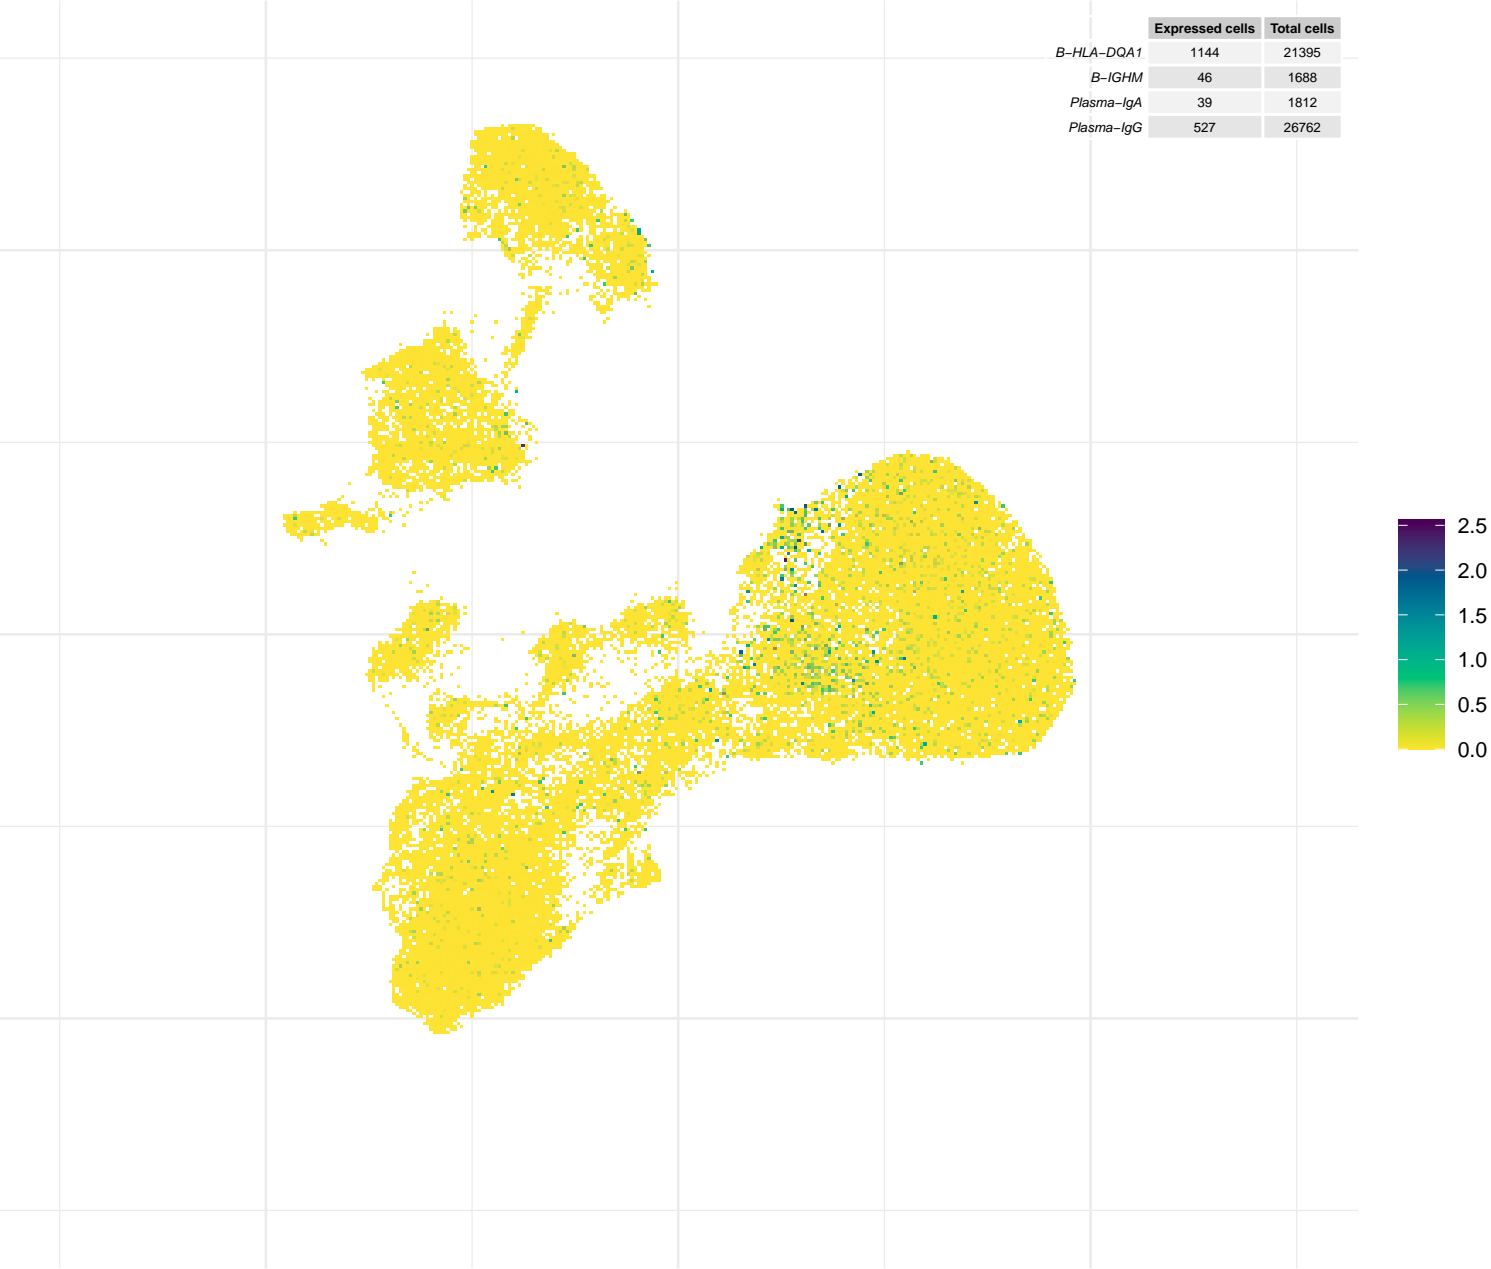 Expressed cells Total cells
B−HLA−DQA1 1144 21395
B−IGHM 46 1688
Plasma−IgA 39 1812
Plasma−IgG 527 26762
2.5
2.0
1.5
1.0
0.5
0.0